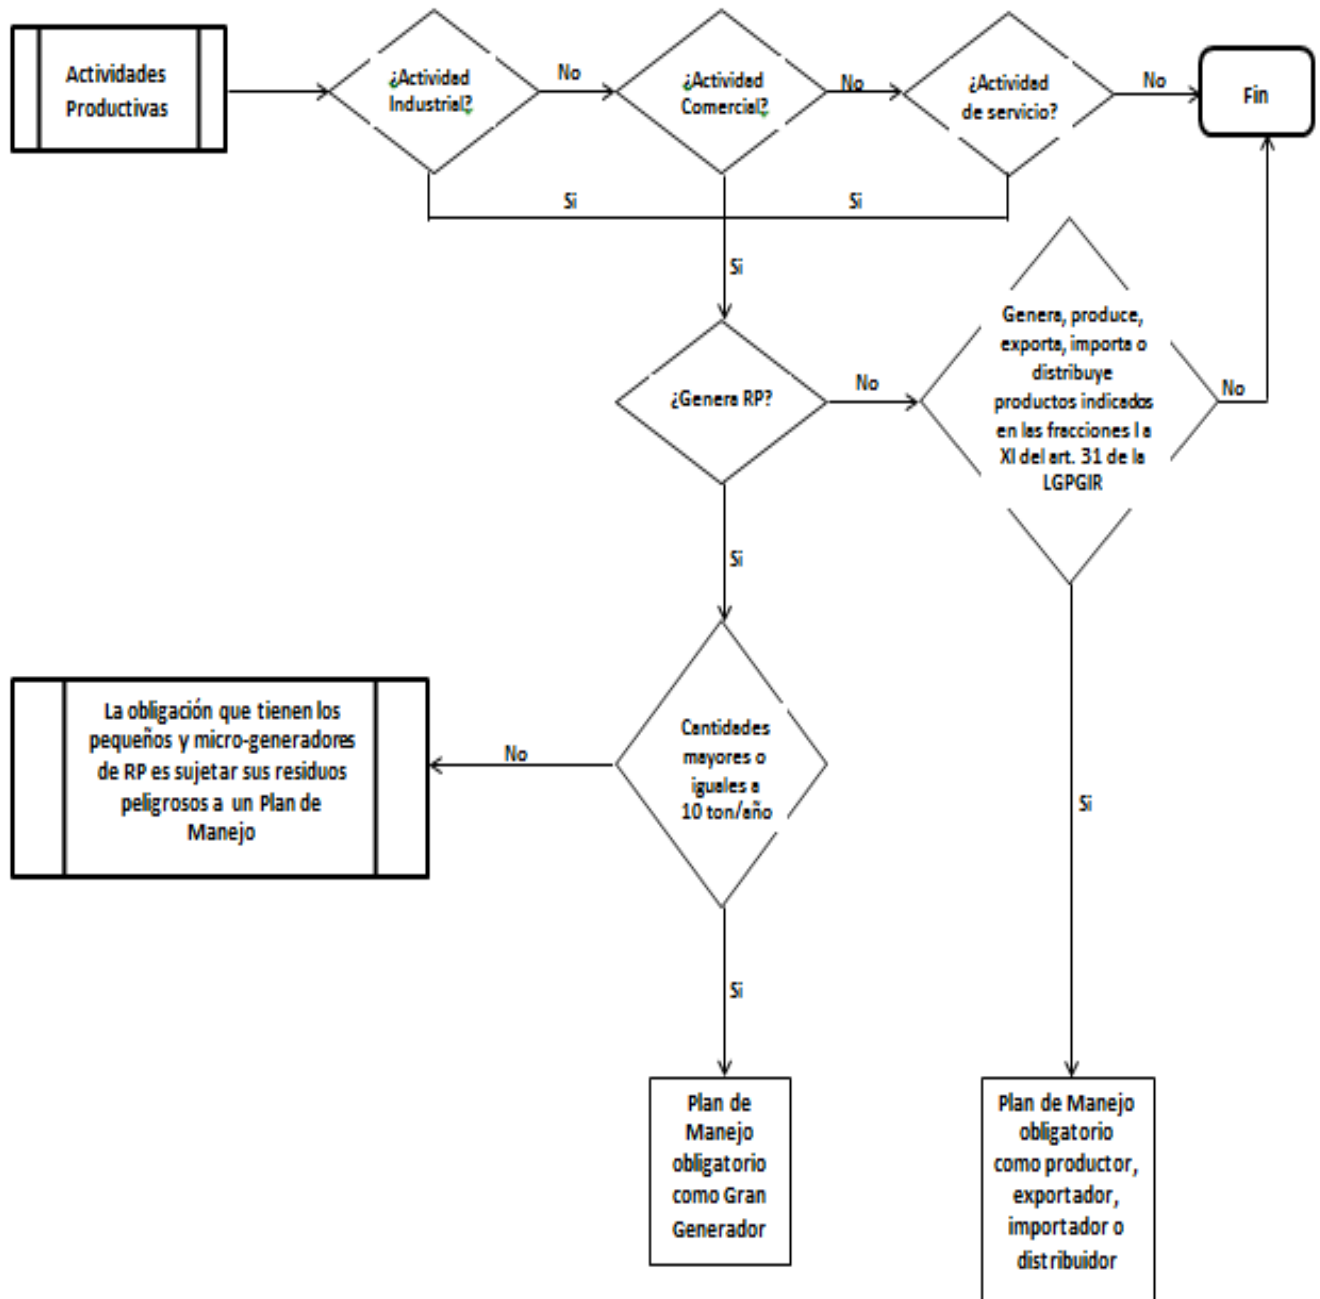 Actividades
Productivas
¿Actividad
Industrial?
No
¿Actividad
Comercial?
No
¿Actividad
de servicio?
No
Fin
Si
Si
Si
¿Genera RP?
No
Genera, produce,
exporta, importa o
distribuye
productos indicados
en las fracciones I a
XI del art. 31 de la
LGPGIR
No
Si
Cantidades
mayores o
iguales a
10 ton/año
No
La obligación que tienen los
pequeños y micro-generadores
de RP es sujetar sus residuos
peligrosos a un Plan de
Manejo
Si
Si
Plan de
Manejo
obligatorio
como Gran
Generador
Plan de Manejo
obligatorio
como productor,
exportador,
importador o
distribuidor